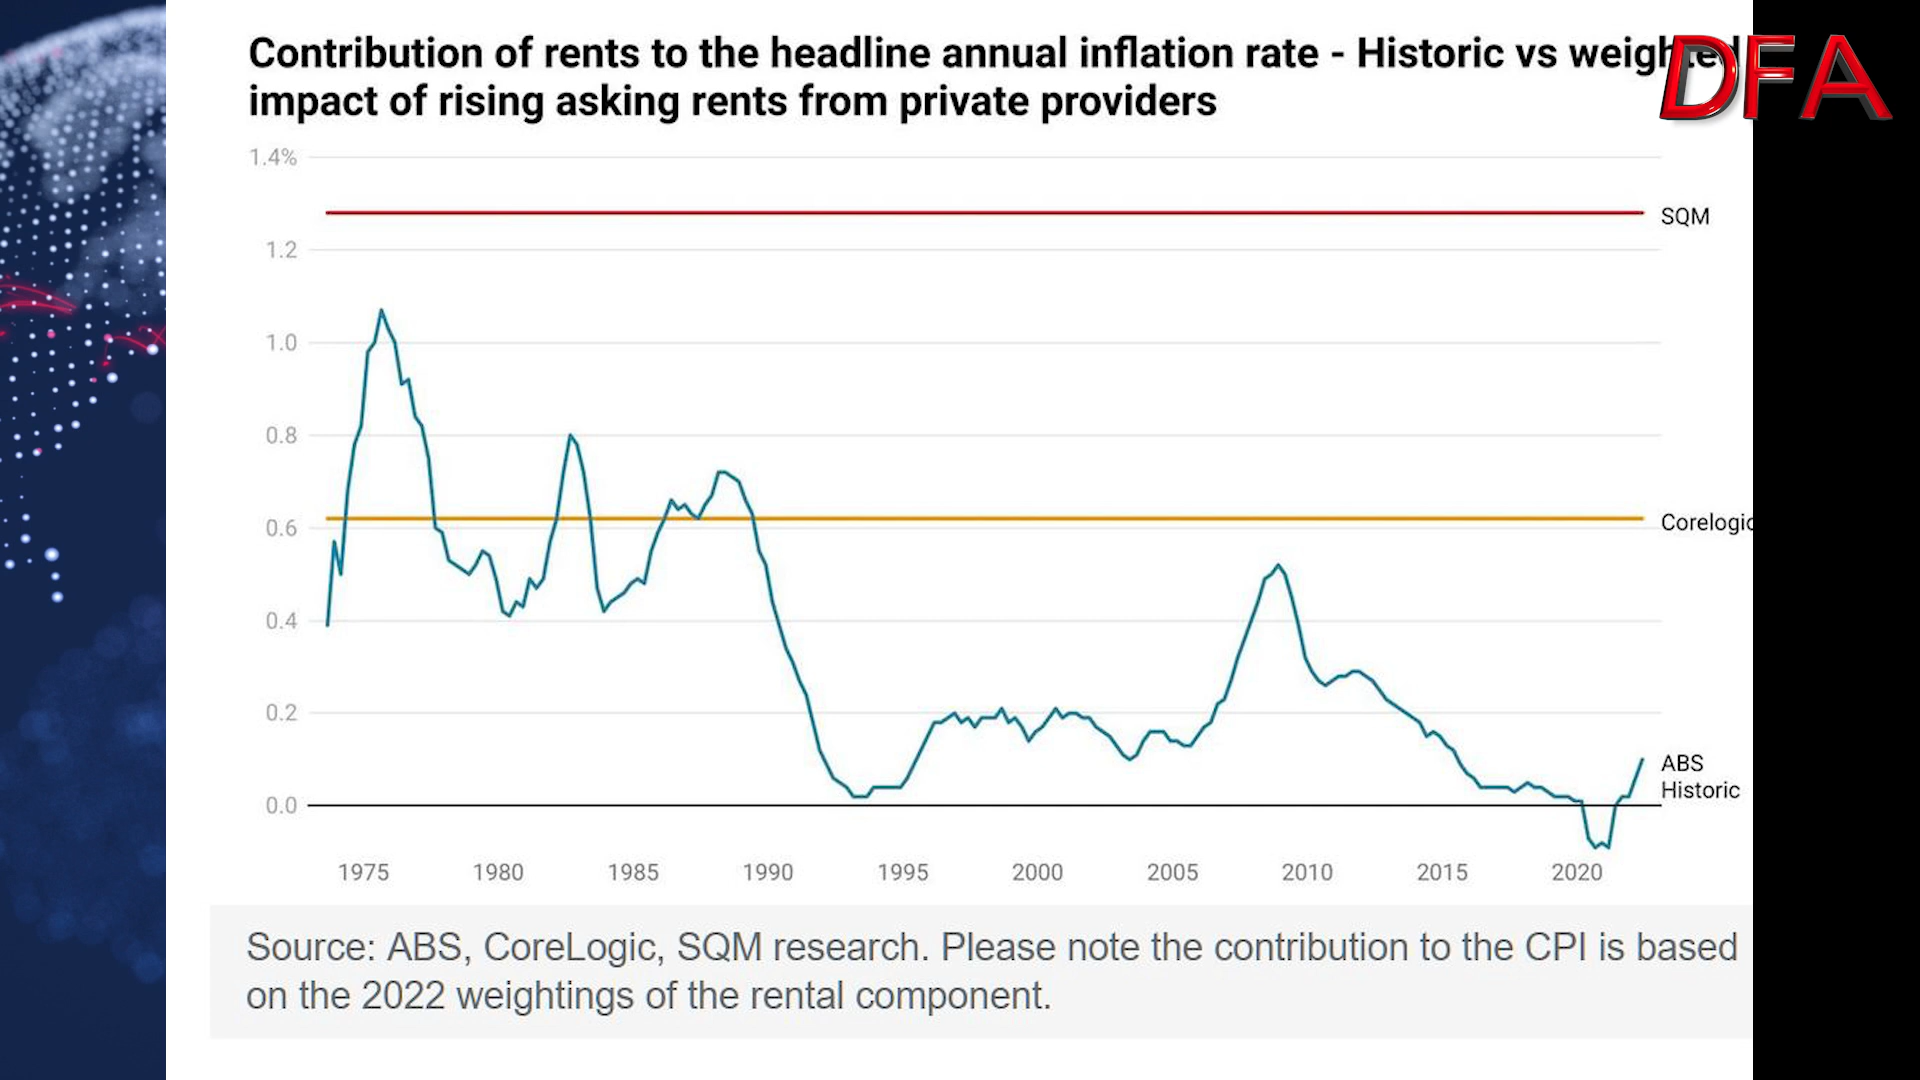 Contribution of rents to the headline annual inflation rate - Historic vs weighted
DFA
impact of rising asking rents from private providers
1.4%
SQM
1.2
1.0
0.8
Corelogic
0.6
0.4
0.2
ABS
Historic
0.0
1975 1980 1985 1990 1995 2000 2005 2010 2015 2020
Source: ABS, CoreLogic, SQM research. Please note the contribution to the CPI is based
on the 2022 weightings of the rental component.